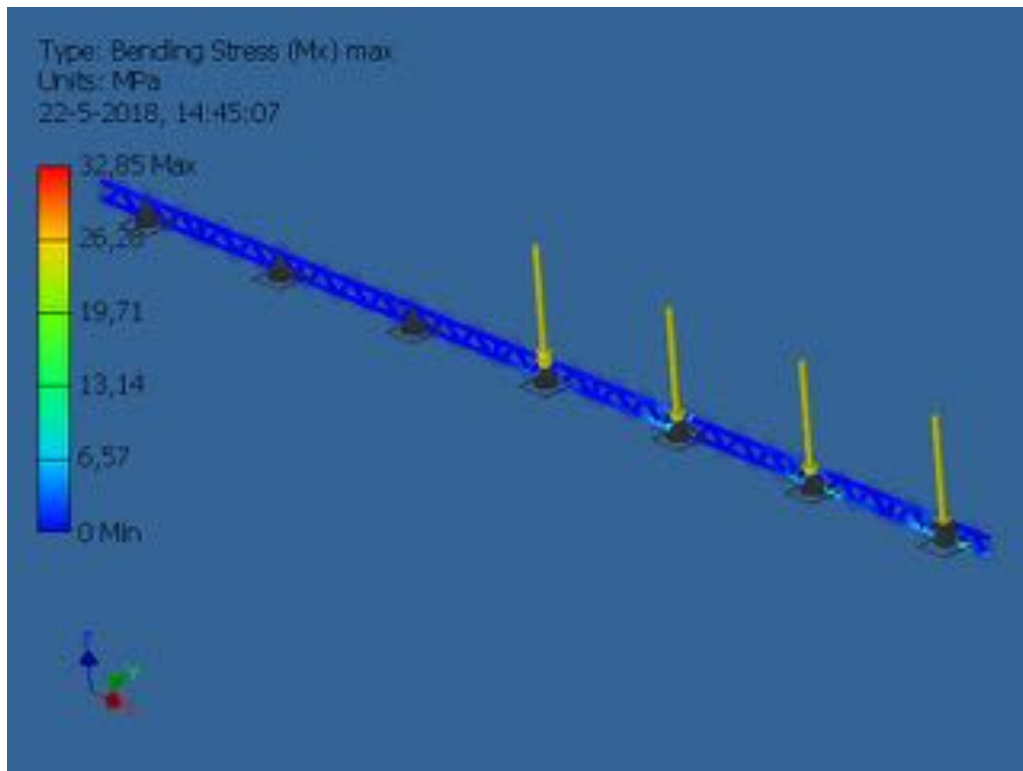 Type: Bending Stress (Mx) max
Units: MPa
22-5-2018, 14:45:07
32,85 Max
26,28
19,71
13,14
6,57
0 Min